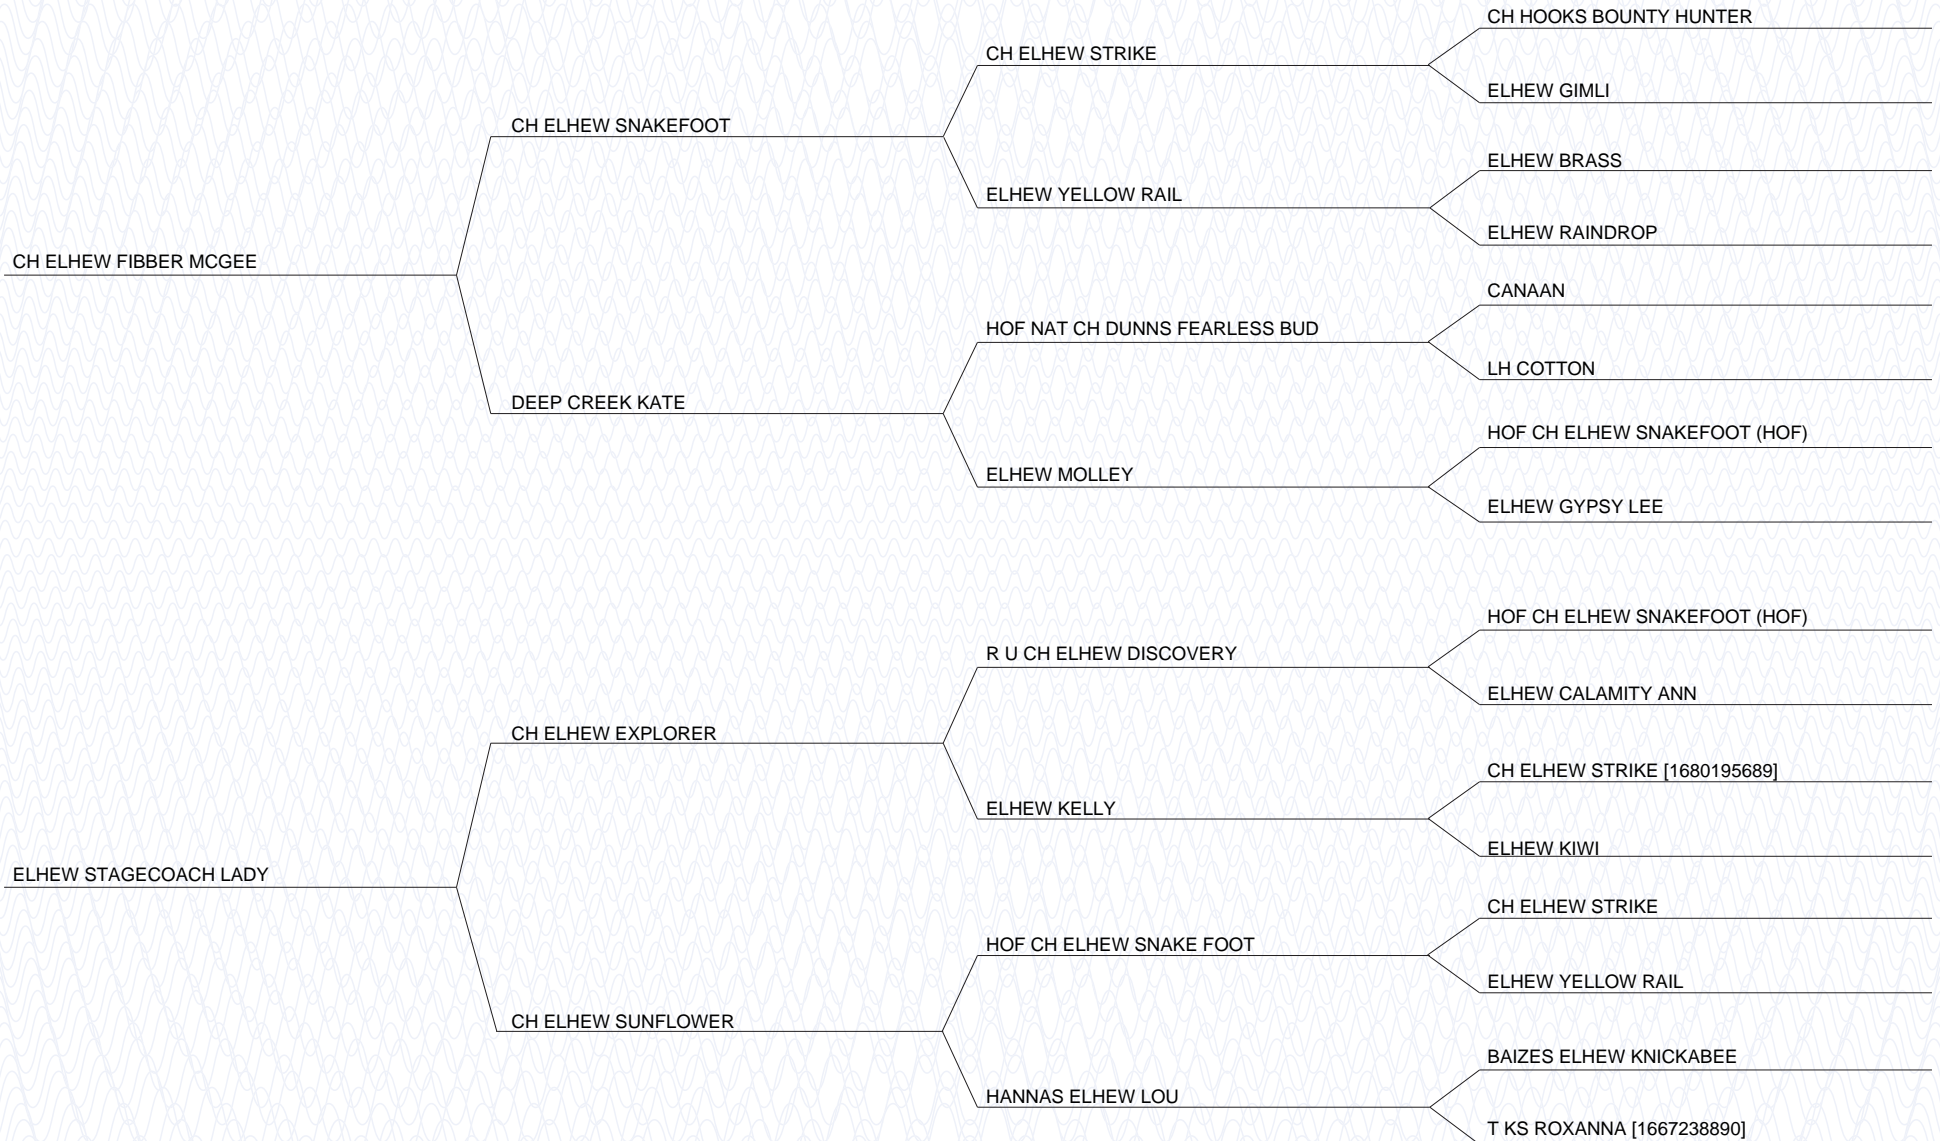 CH HOOKS BOUNTY HUNTER
CH ELHEW STRIKE
ELHEW GIMLI
CH ELHEW SNAKEFOOT
ELHEW BRASS
ELHEW YELLOW RAIL
ELHEW RAINDROP
CH ELHEW FIBBER MCGEE
CANAAN
HOF NAT CH DUNNS FEARLESS BUD
LH COTTON
DEEP CREEK KATE
HOF CH ELHEW SNAKEFOOT (HOF)
ELHEW MOLLEY
ELHEW GYPSY LEE
HOF CH ELHEW SNAKEFOOT (HOF)
R U CH ELHEW DISCOVERY
ELHEW CALAMITY ANN
CH ELHEW EXPLORER
CH ELHEW STRIKE [1680195689]
ELHEW KELLY
ELHEW KIWI
ELHEW STAGECOACH LADY
CH ELHEW STRIKE
HOF CH ELHEW SNAKE FOOT
ELHEW YELLOW RAIL
CH ELHEW SUNFLOWER
BAIZES ELHEW KNICKABEE
HANNAS ELHEW LOU
T KS ROXANNA [1667238890]